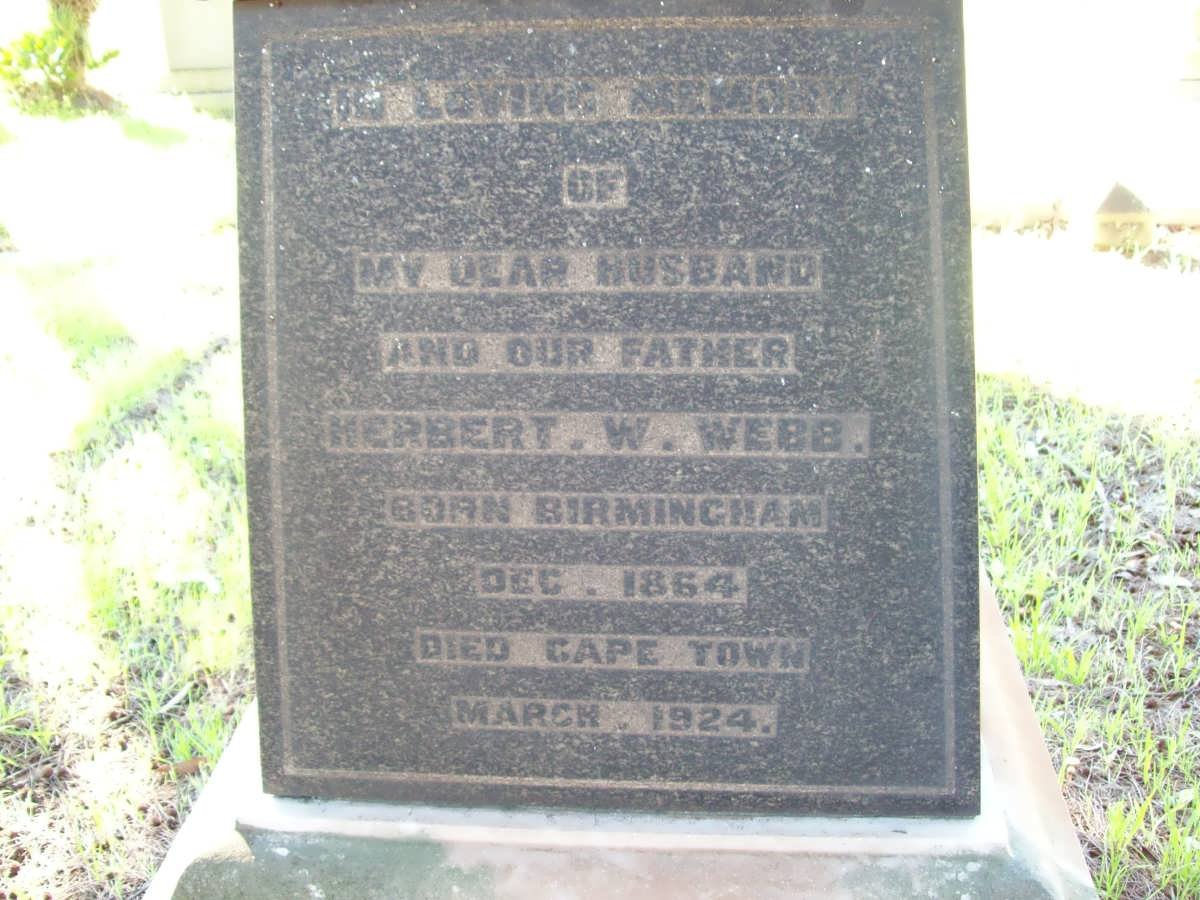 IN LOVING MEMORY
OF
MY DEAR HUSBAND
AND OUR FATHER
HERBERT. W. WEBB.
BORN BIRMINGHAM
DEC. 1864
DIED CAPE TOWN
MARCH. 1924.